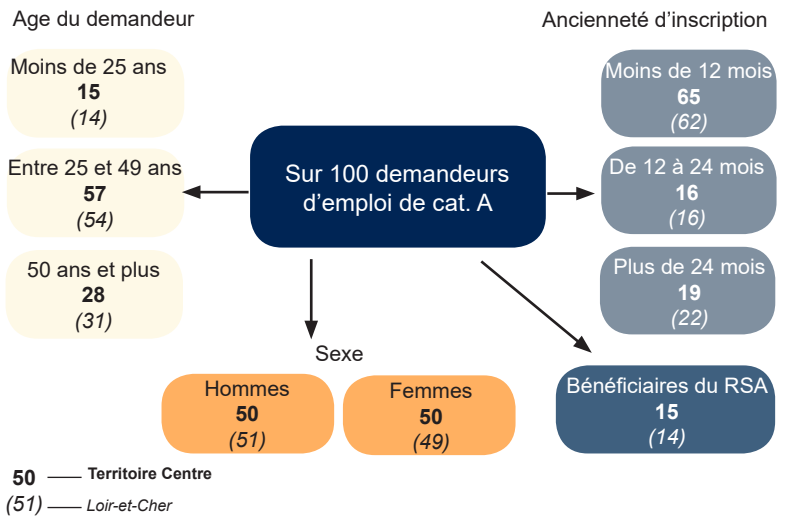 Age du demandeur
Moins de 25 ans
15
(14)
Entre 25 et 49 ans
57
(54)
50 ans et plus
28
(31)
Sur 100 demandeurs
d'emploi de cat. A
Ancienneté d'inscription
Moins de 12 mois
65
(62)
De 12 à 24 mois
16
(16)
Plus de 24 mois
19
(22)
Sexe
Hommes
50
(51)
Femmes
50
(49)
Bénéficiaires du RSA
15
(14)
50 Territoire Centre
(51) Loir-et-Cher